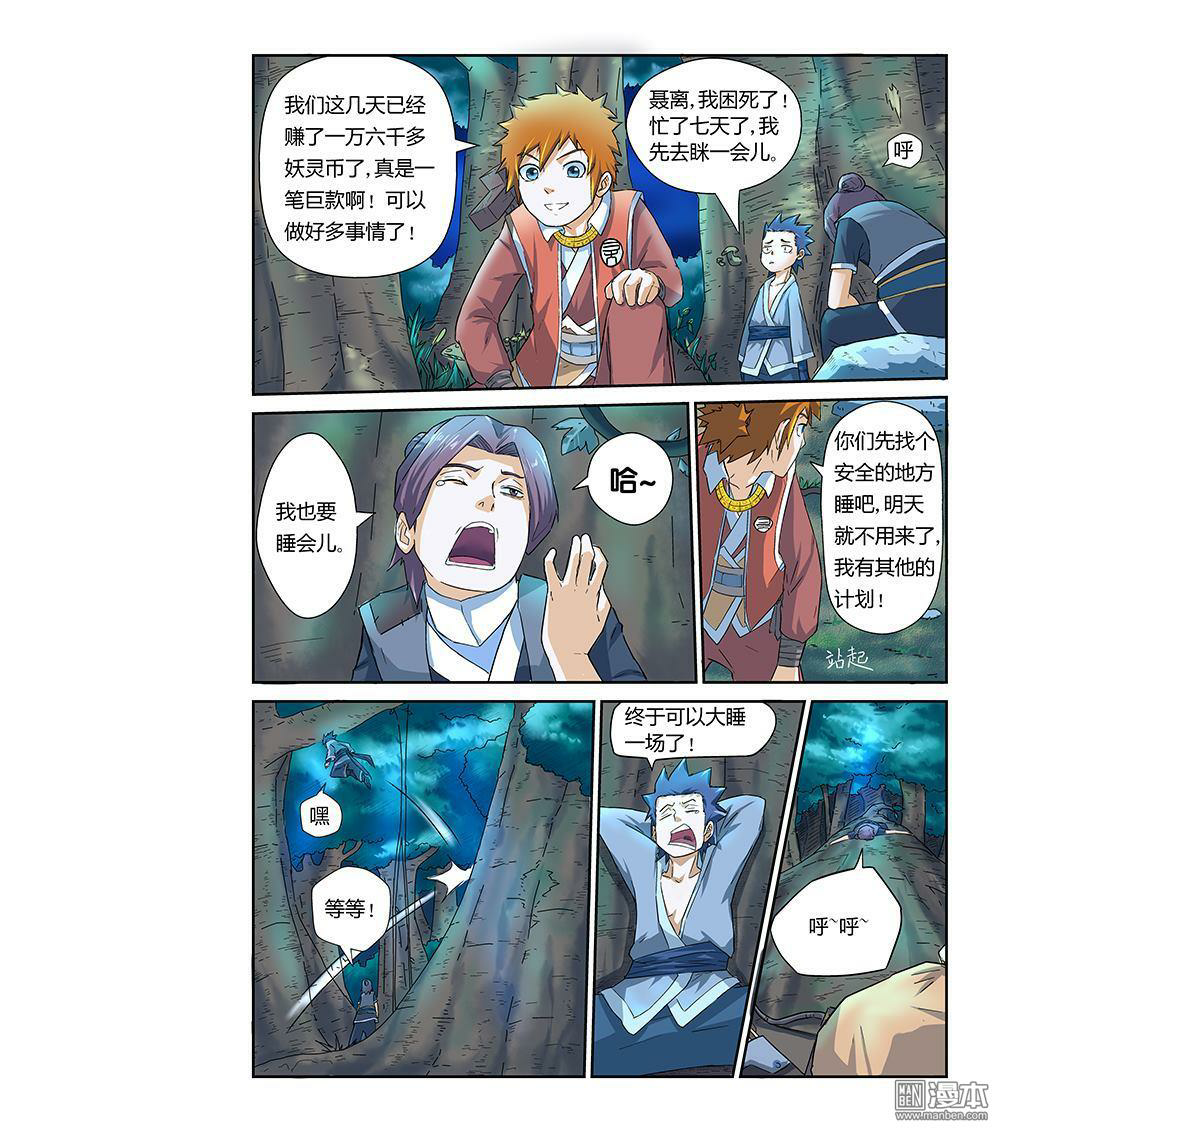 我们这几天已经
赚了一万六千多
妖灵币了，真是一
笔巨款啊！可以
做好多事情了！
聂离，我困死了！
忙了七天了，我
先去眯一会儿。
呼
我也要
睡会儿。
哈~
你们先找个
安全的地方
睡吧，明天
就不用来了，
我有其他的
计划！
站起
嘿
等等！
终于可以大睡
一场了！
呼~呼~
MAN
BEN
漫本
www.manben.com